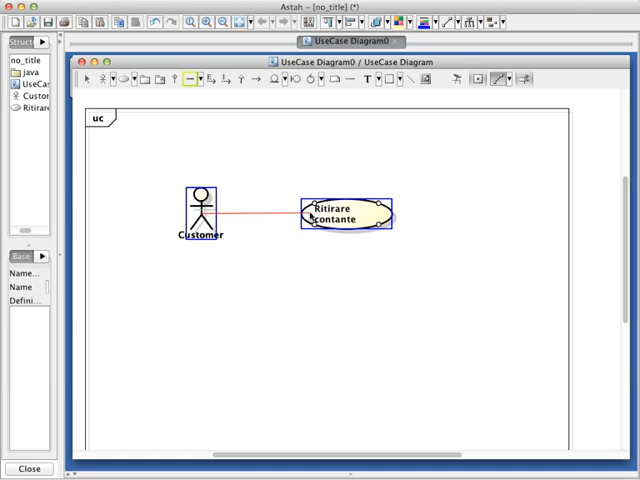 Astah - [no_title] (*)
Struct
UseCase Diagram0
no_title
java
UseCas
Custor
Ritirare
UseCase Diagram0 / UseCase Diagram
T
uc
Ritirare
contante
Customer
Base
Name...
Name
Defini...
Close